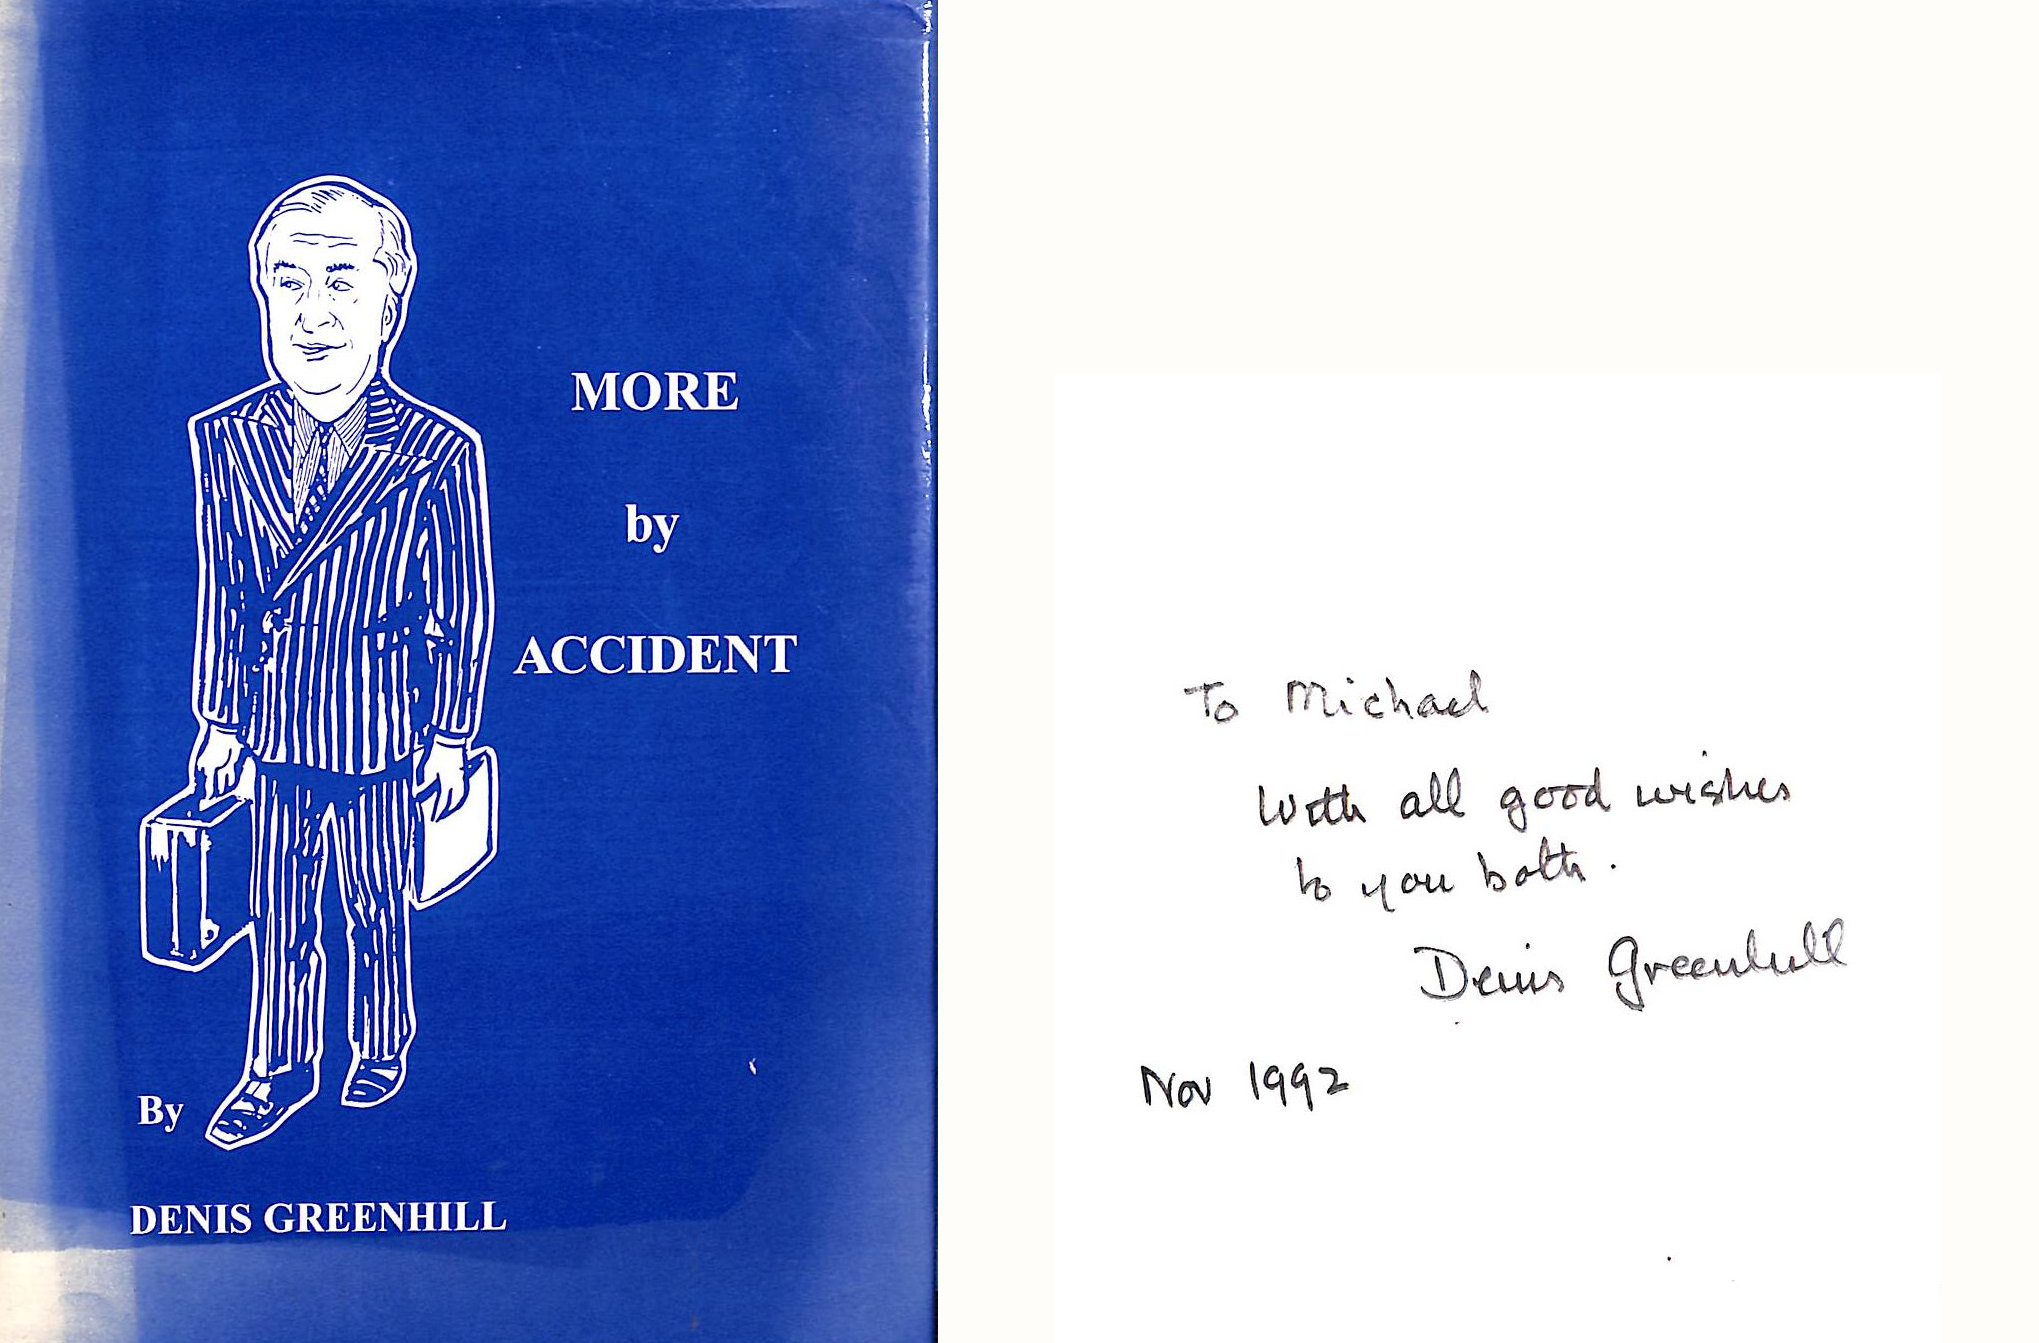 MORE
by
ACCIDENT
By
DENIS GREENHILL
To Michael
With all good wishes
to you both.
Denis Greenhill
Nov 1992